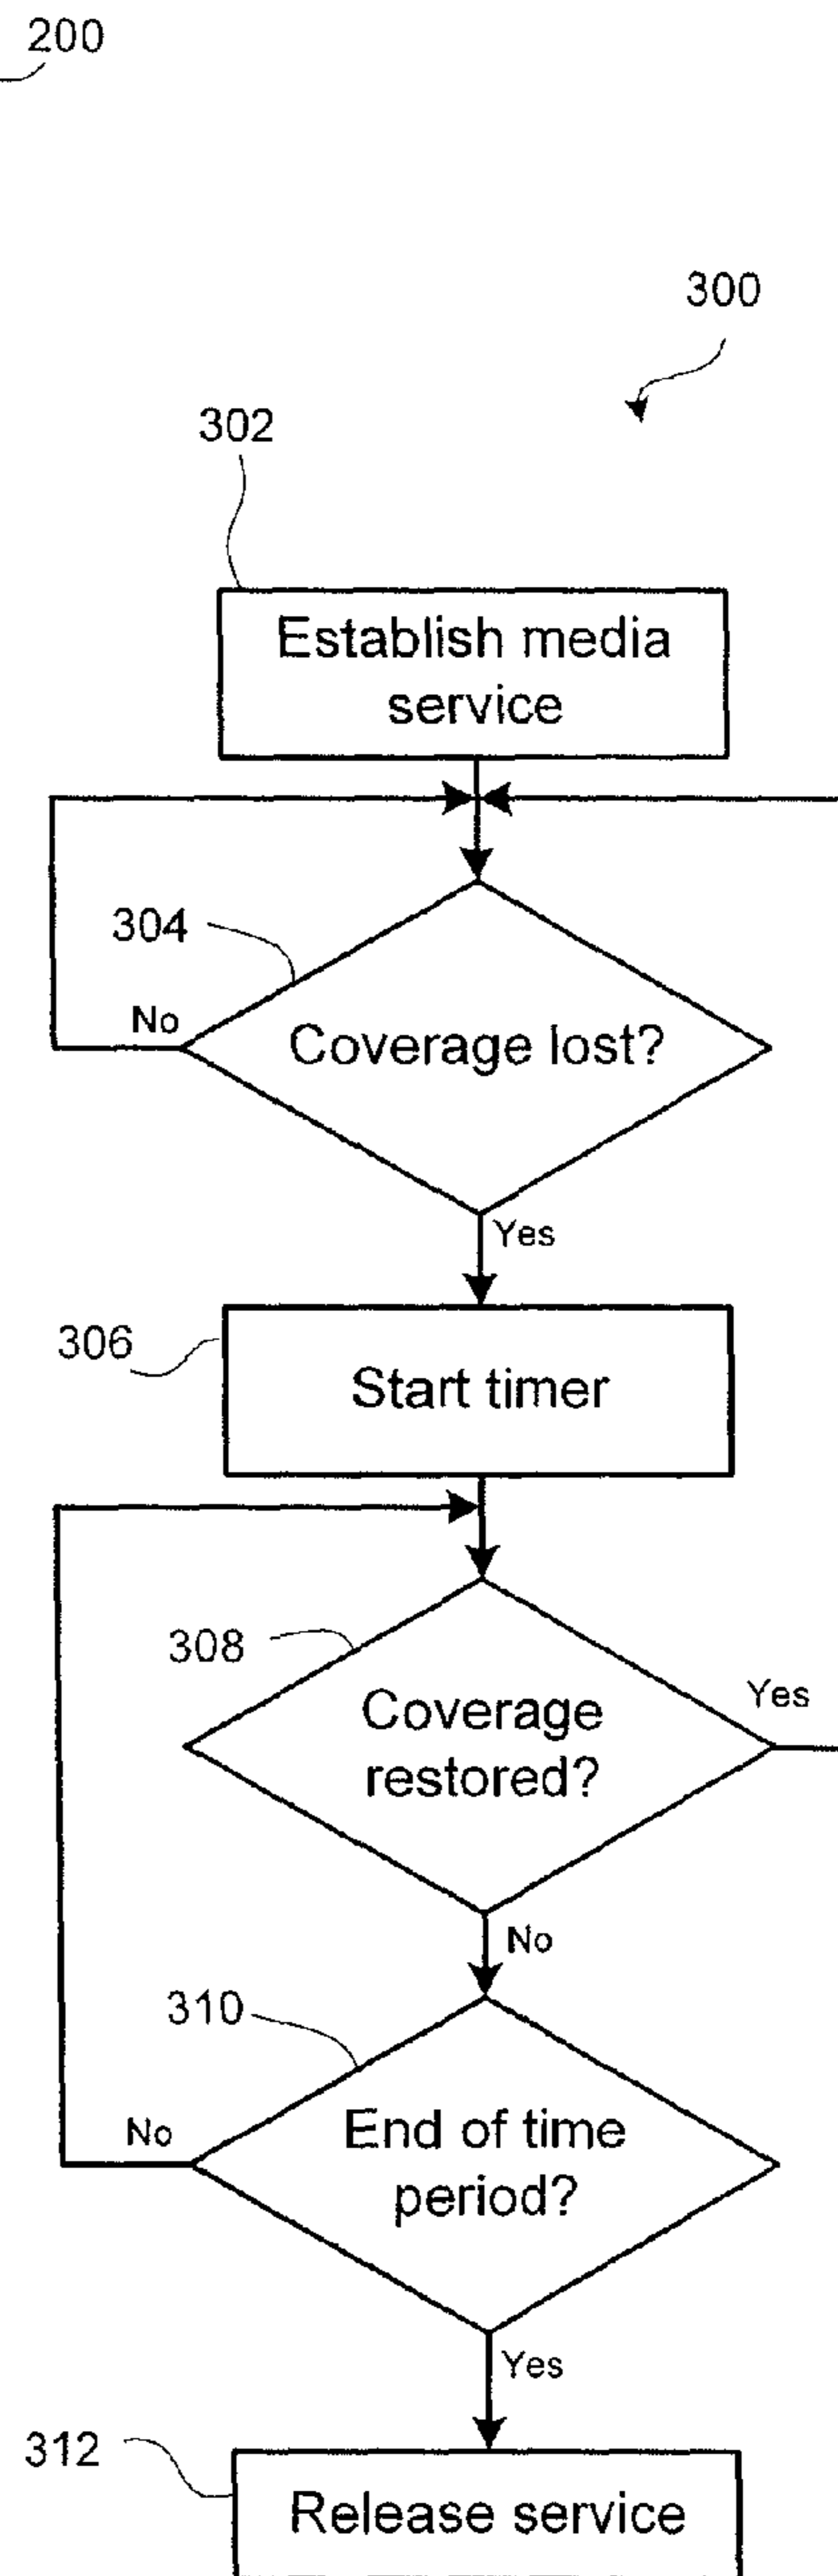 200
300
302
Establish media
service
304
No
Coverage lost?
Yes
306
Start timer
308
Coverage
restored?
Yes
No
310
No
End of time
period?
Yes
312
Release service